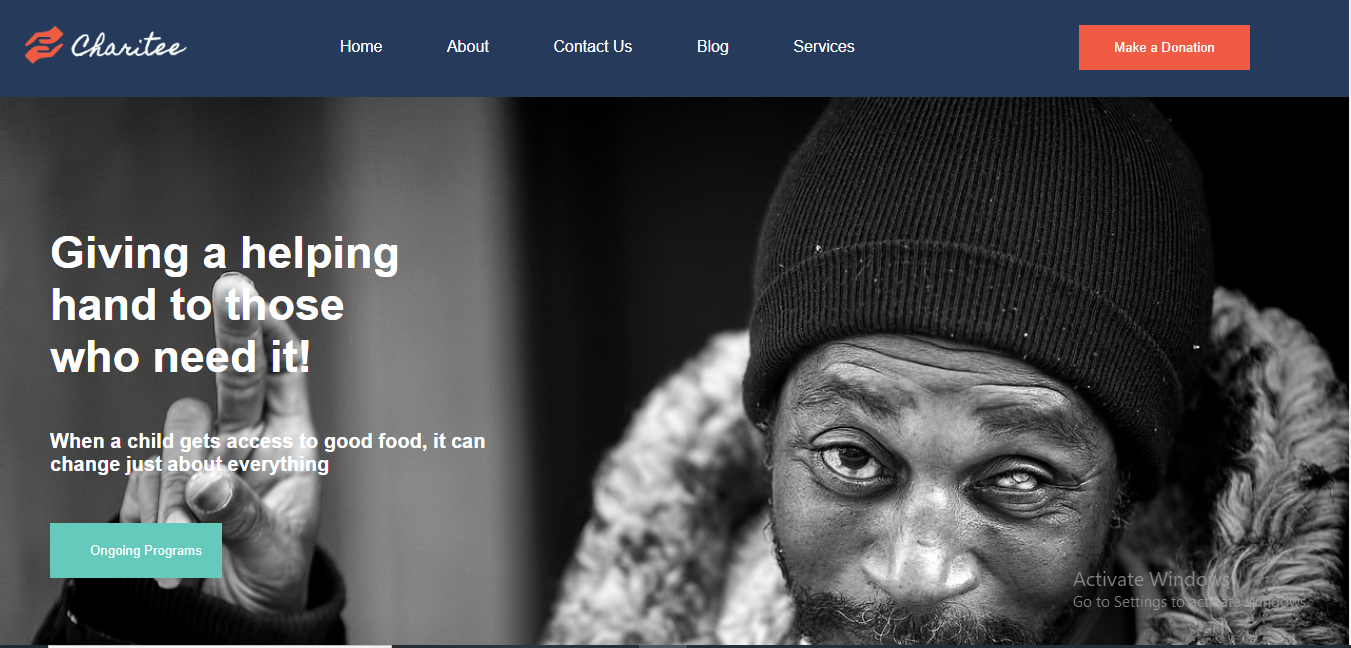 Charitee
Home About Contact Us Blog Services
Make a Donation
Giving a helping
hand to those
who need it!
When a child gets access to good food, it can
change just about everything
Ongoing Programs
Activate Windows
Go to Settings to activate Windows.